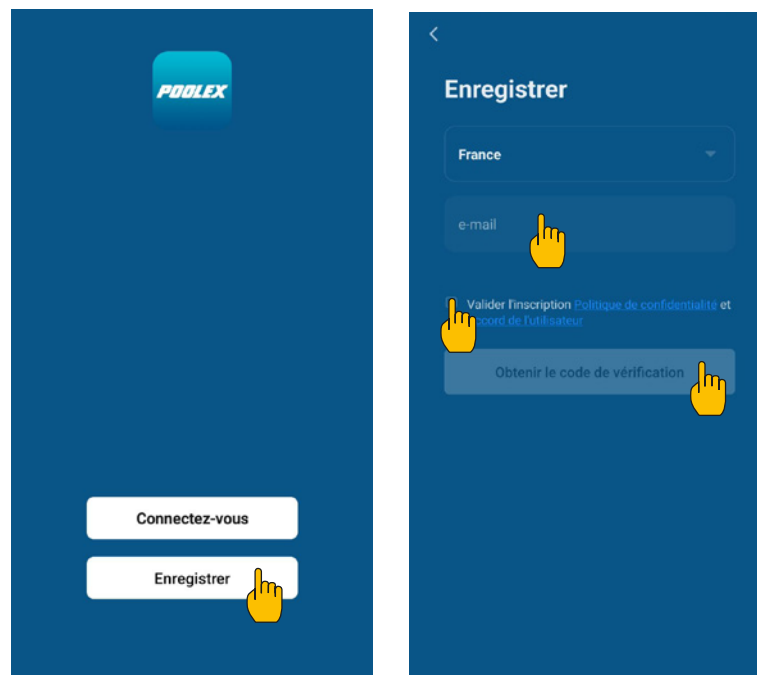 POOLEX
Connectez-vous
Enregistrer
Enregistrer
France
e-mail
Valider l'inscription Politique de confidentialité et
de l'utilisateur
Obtenir le code de vérification